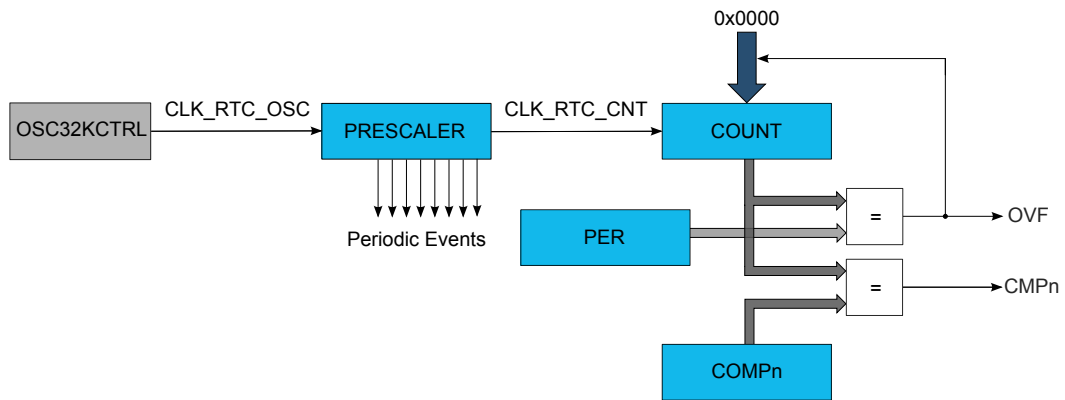 0x0000
CLK_RTC_OSC
CLK_RTC_CNT
OSC32KCTRL
PRESCALER
COUNT
Periodic Events
PER
=
OVF
=
CMPn
COMPn